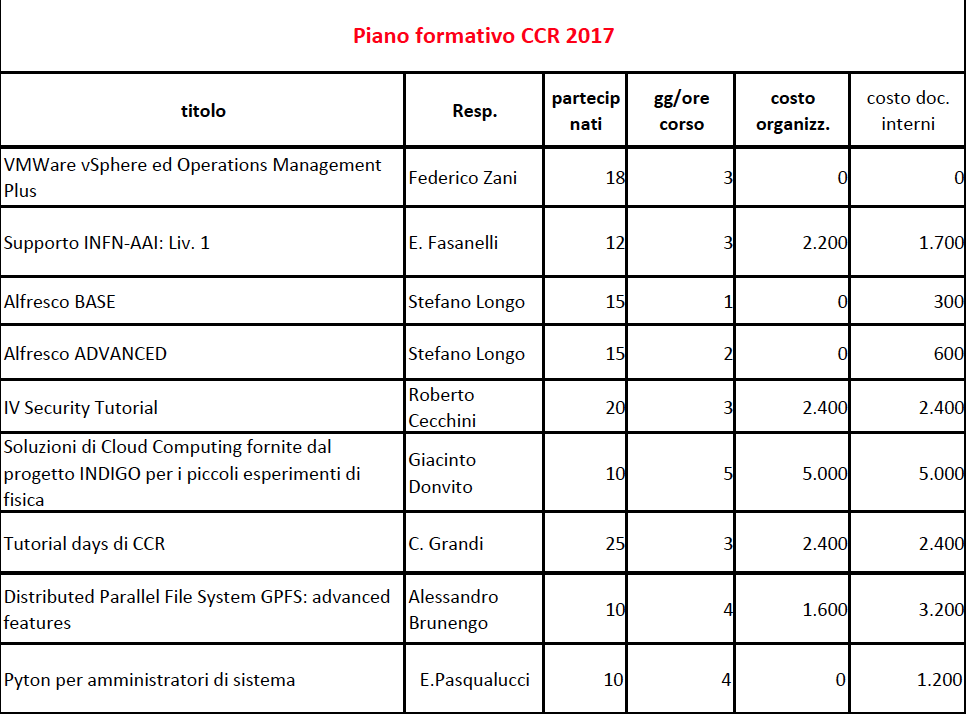 Piano formativo CCR 2017
titolo
Resp.
partecip
nati
gg/ore
corso
costo
organizz.
costo doc.
interni
VMWare vSphere ed Operations Management
Plus
Federico Zani
18
3
0
0
Supporto INFN-AAI: Liv. 1
E. Fasanelli
12
3
2.200
1.700
Alfresco BASE
Stefano Longo
15
1
0
300
Alfresco ADVANCED
Stefano Longo
15
2
0
600
IV Security Tutorial
Roberto
Cecchini
20
3
2.400
2.400
Soluzioni di Cloud Computing fornite dal
progetto INDIGO per i piccoli esperimenti di
fisica
Giacinto
Donvito
10
5
5.000
5.000
Tutorial days di CCR
C. Grandi
25
3
2.400
2.400
Distributed Parallel File System GPFS: advanced
features
Alessandro
Brunengo
10
4
1.600
3.200
Pyton per amministratori di sistema
E.Pasqualucci
10
4
0
1.200